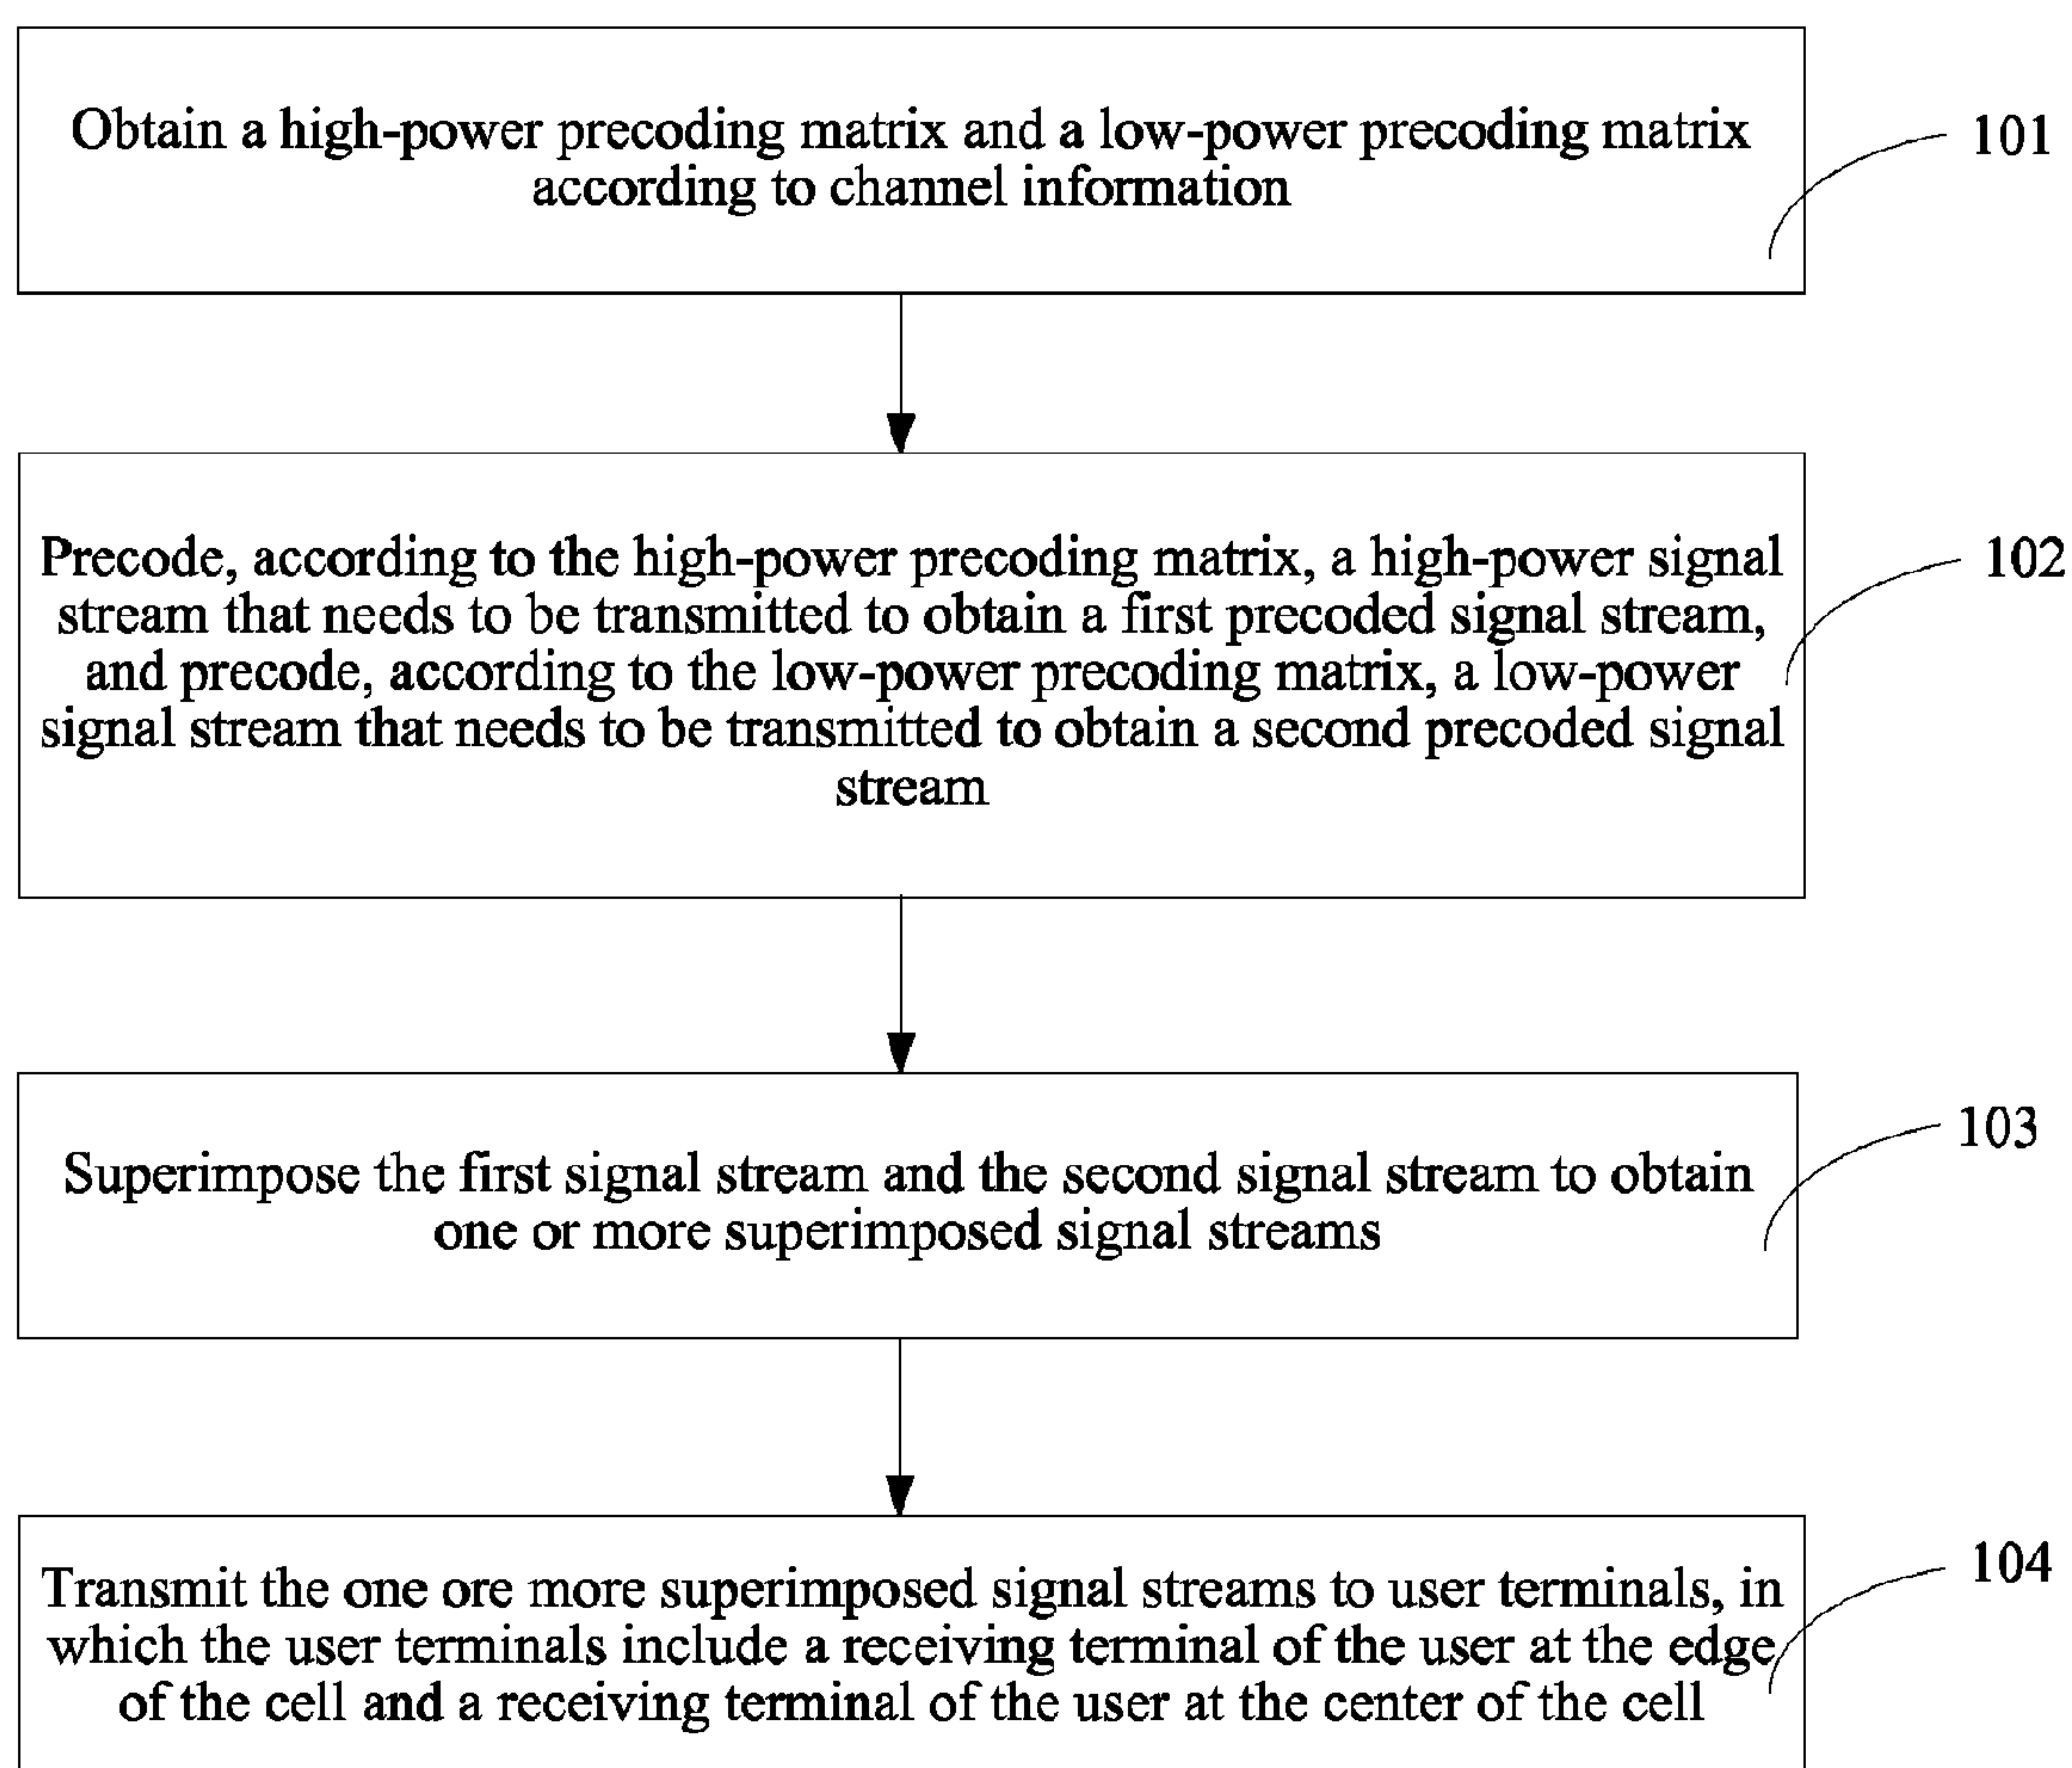 Obtain a high-power precoding matrix and a low-power precoding matrix
according to channel information
101
Precode, according to the high-power precoding matrix, a high-power signal
stream that needs to be transmitted to obtain a first precoded signal stream,
and precode, according to the low-power precoding matrix, a low-power
signal stream that needs to be transmitted to obtain a second precoded signal
stream
102
Superimpose the first signal stream and the second signal stream to obtain
one or more superimposed signal streams
103
Transmit the one ore more superimposed signal streams to user terminals, in
which the user terminals include a receiving terminal of the user at the edge
of the cell and a receiving terminal of the user at the center of the cell
104